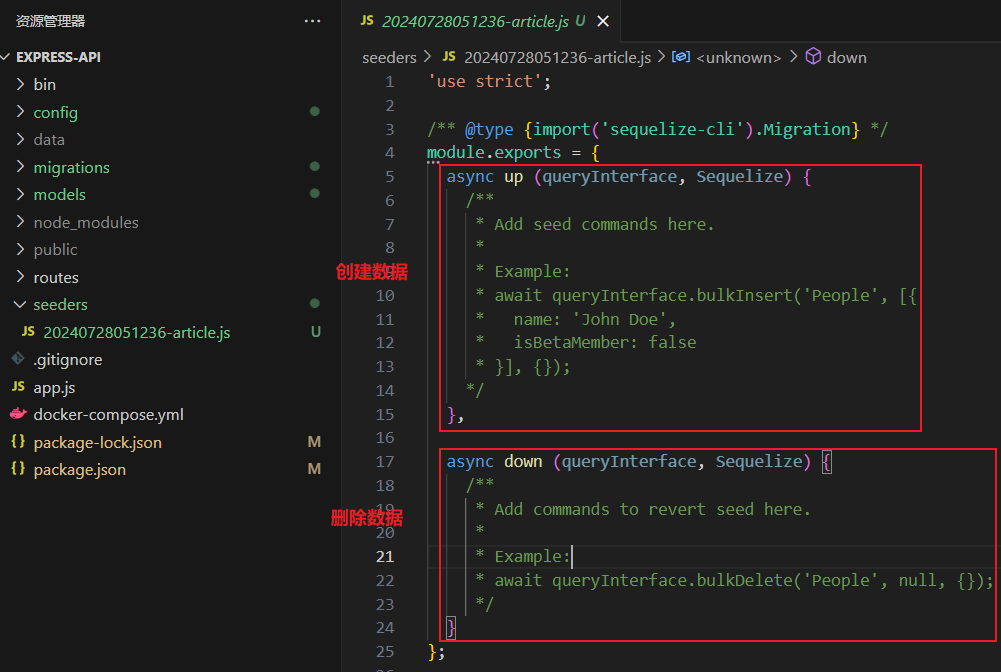 资源管理器 ···
EXPRESS-API
bin
config
data
migrations
models
node_modules
public
routes
seeders
JS 20240728051236-article.js U
.gitignore
JS app.js
docker-compose.yml
{} package-lock.json M
{} package.json M
JS 20240728051236-article.js U ×
seeders > JS 20240728051236-article.js > <unknown> > down
1 'use strict';
2
3 /** @type {import('sequelize-cli').Migration} */
4 module.exports = {
5 async up (queryInterface, Sequelize) {
6 /**
7 * Add seed commands here.
8 *
创建数据 * Example:
10 * await queryInterface.bulkInsert('People', [{
11 * name: 'John Doe',
12 * isBetaMember: false
13 * }], {});
14 */
15 },
16
17 async down (queryInterface, Sequelize) {
18 /**
19 * Add commands to revert seed here.
删除数据
20 *
21 * Example:
22 * await queryInterface.bulkDelete('People', null, {});
23 */
24 }
25 };